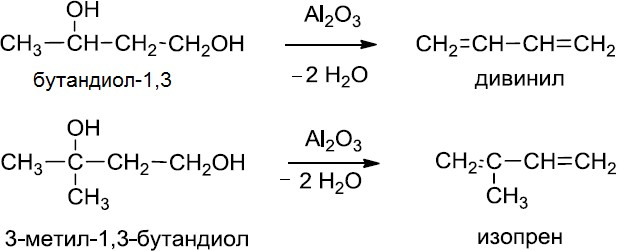 OH
CH3–CH–CH2–CH2OH
Al2O3
–2 H2O
CH2=CH–CH=CH2
бутандиол-1,3
дивинил
OH
CH3–C–CH2–CH2OH
CH3
Al2O3
– 2 H2O
CH2=C–CH=CH2
CH3
3-метил-1,3-бутандиол
изопрен